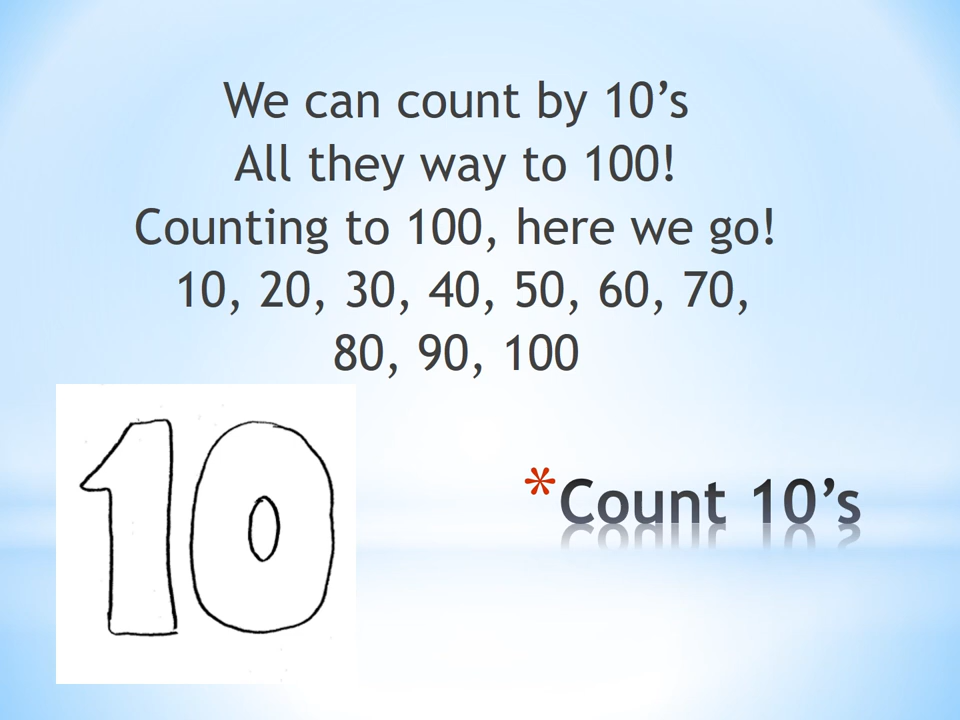 We can count by 10’s
All they way to 100!
Counting to 100, here we go!
10, 20, 30, 40, 50, 60, 70,
80, 90, 100
10
*Count 10’s